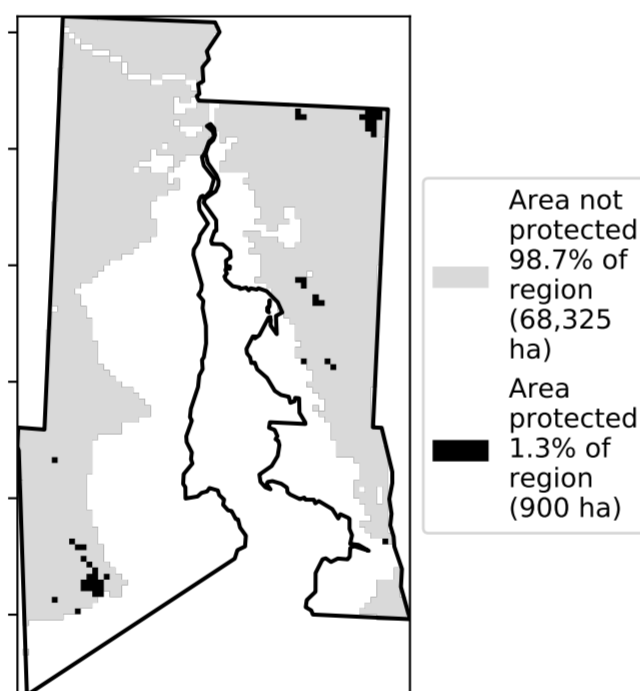 Area not
protected
98.7% of
region
(68,325
ha)
Area
protected
1.3% of
region
(900 ha)